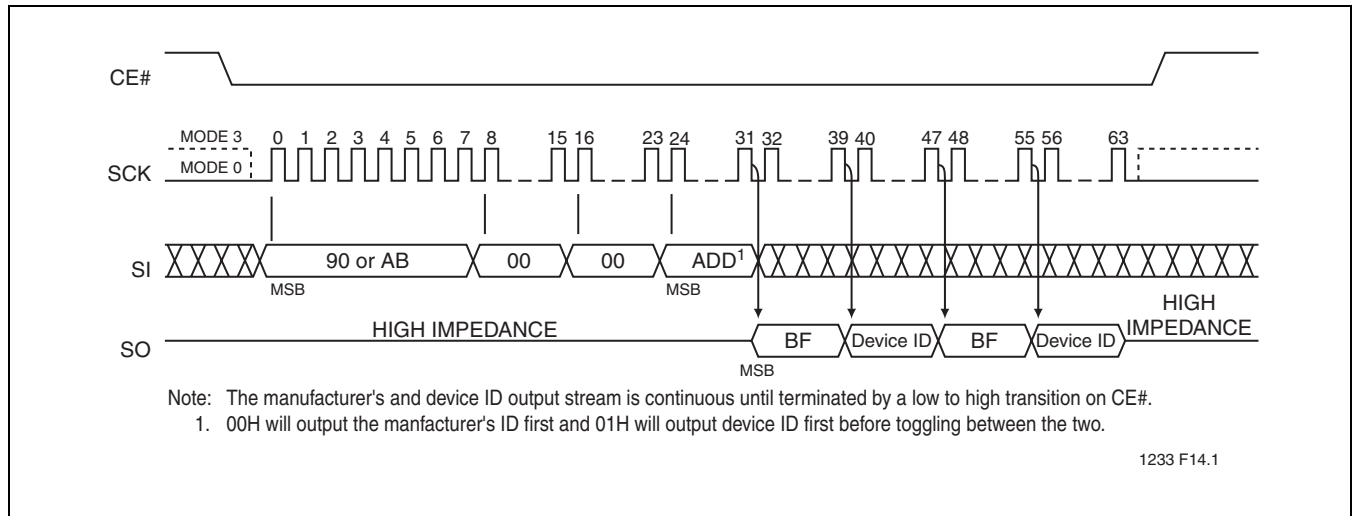 CE#
MODE 3
MODE 0
SCK
0 1 2 3 4 5 6 7 8 15 16 23 24 31 32 39 40 47 48 55 56 63
SI
90 or AB 00 00 ADD1
MSB MSB
HIGH IMPEDANCE
HIGH IMPEDANCE
SO
BF Device ID BF Device ID
MSB
Note: The manufacturer's and device ID output stream is continuous until terminated by a low to high transition on CE#.
1. 00H will output the manfacturer's ID first and 01H will output device ID first before toggling between the two.
1233 F14.1